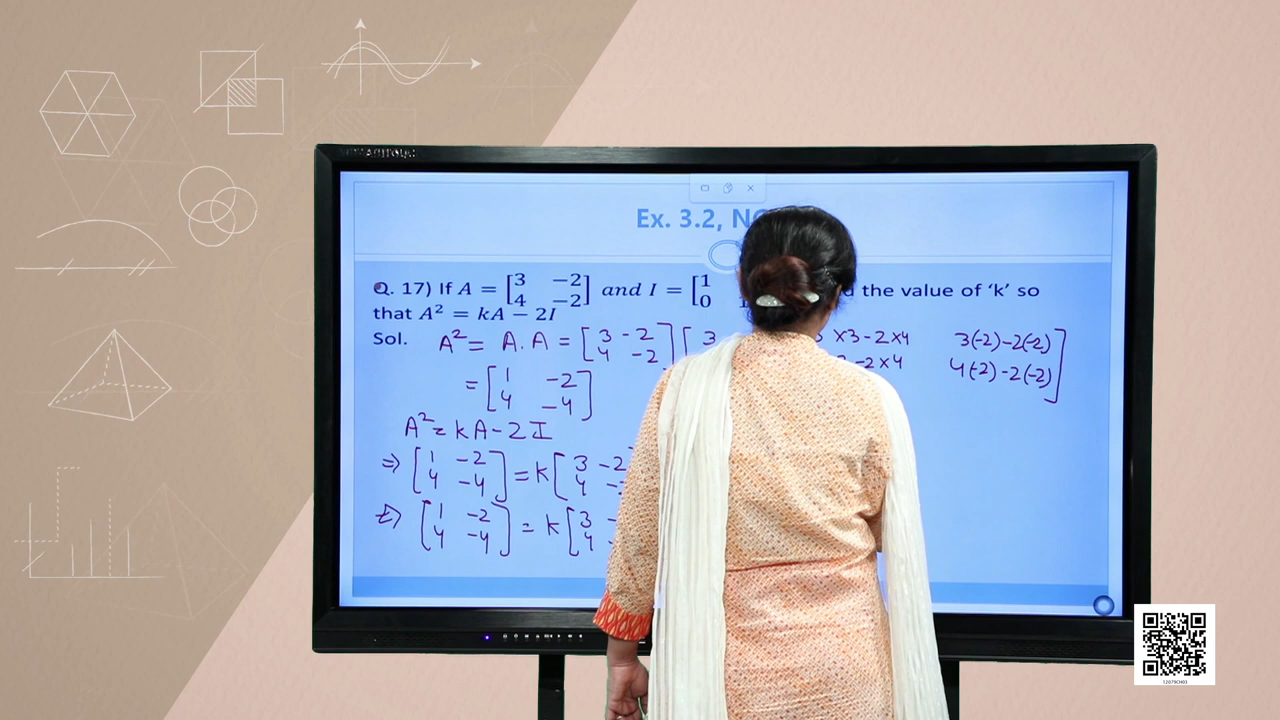 Ex. 3.2,
Q. 17) If A = [3 −2 4 −2] and I = [1 0 the value of ‘k’ so
that A² = kA − 2I
Sol. A² = A.A = [3 -2 4 -2] [3 ×3-2×4 3(-2)-2(-2)
-2×4 4(-2)-2(-2)]
= [1 -2 4 -4]
A² = kA-2I
⇒ [1 -2 4 -4] = k[3 -2 4
⇒ [1 -2 4 -4] = k[3 4
12079CH03